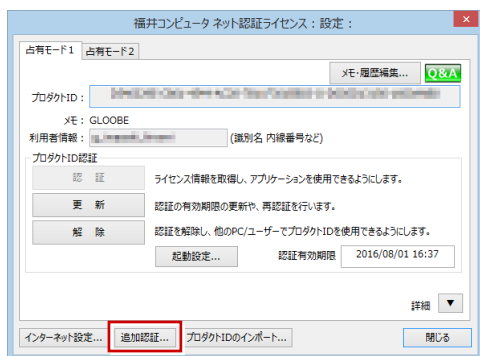 福井コンピュータ ネット認証ライセンス：設定：
占有モード1 占有モード2
メモ・履歴編集... Q&A
プロダクトID：
メモ： GLOOBE
利用者情報： (識別名 内線番号など)
プロダクトID認証
認 証 ライセンス情報を取得し、アプリケーションを使用できるようにします。
更 新 認証の有効期限の更新や、再認証を行います。
解 除 認証を解除し、他のPC/ユーザーでプロダクトIDを使用できるようにします。
起動設定... 認証有効期限 2016/08/01 16:37
詳細 ▼
インターネット設定... 追加認証... プロダクトIDのインポート... 閉じる